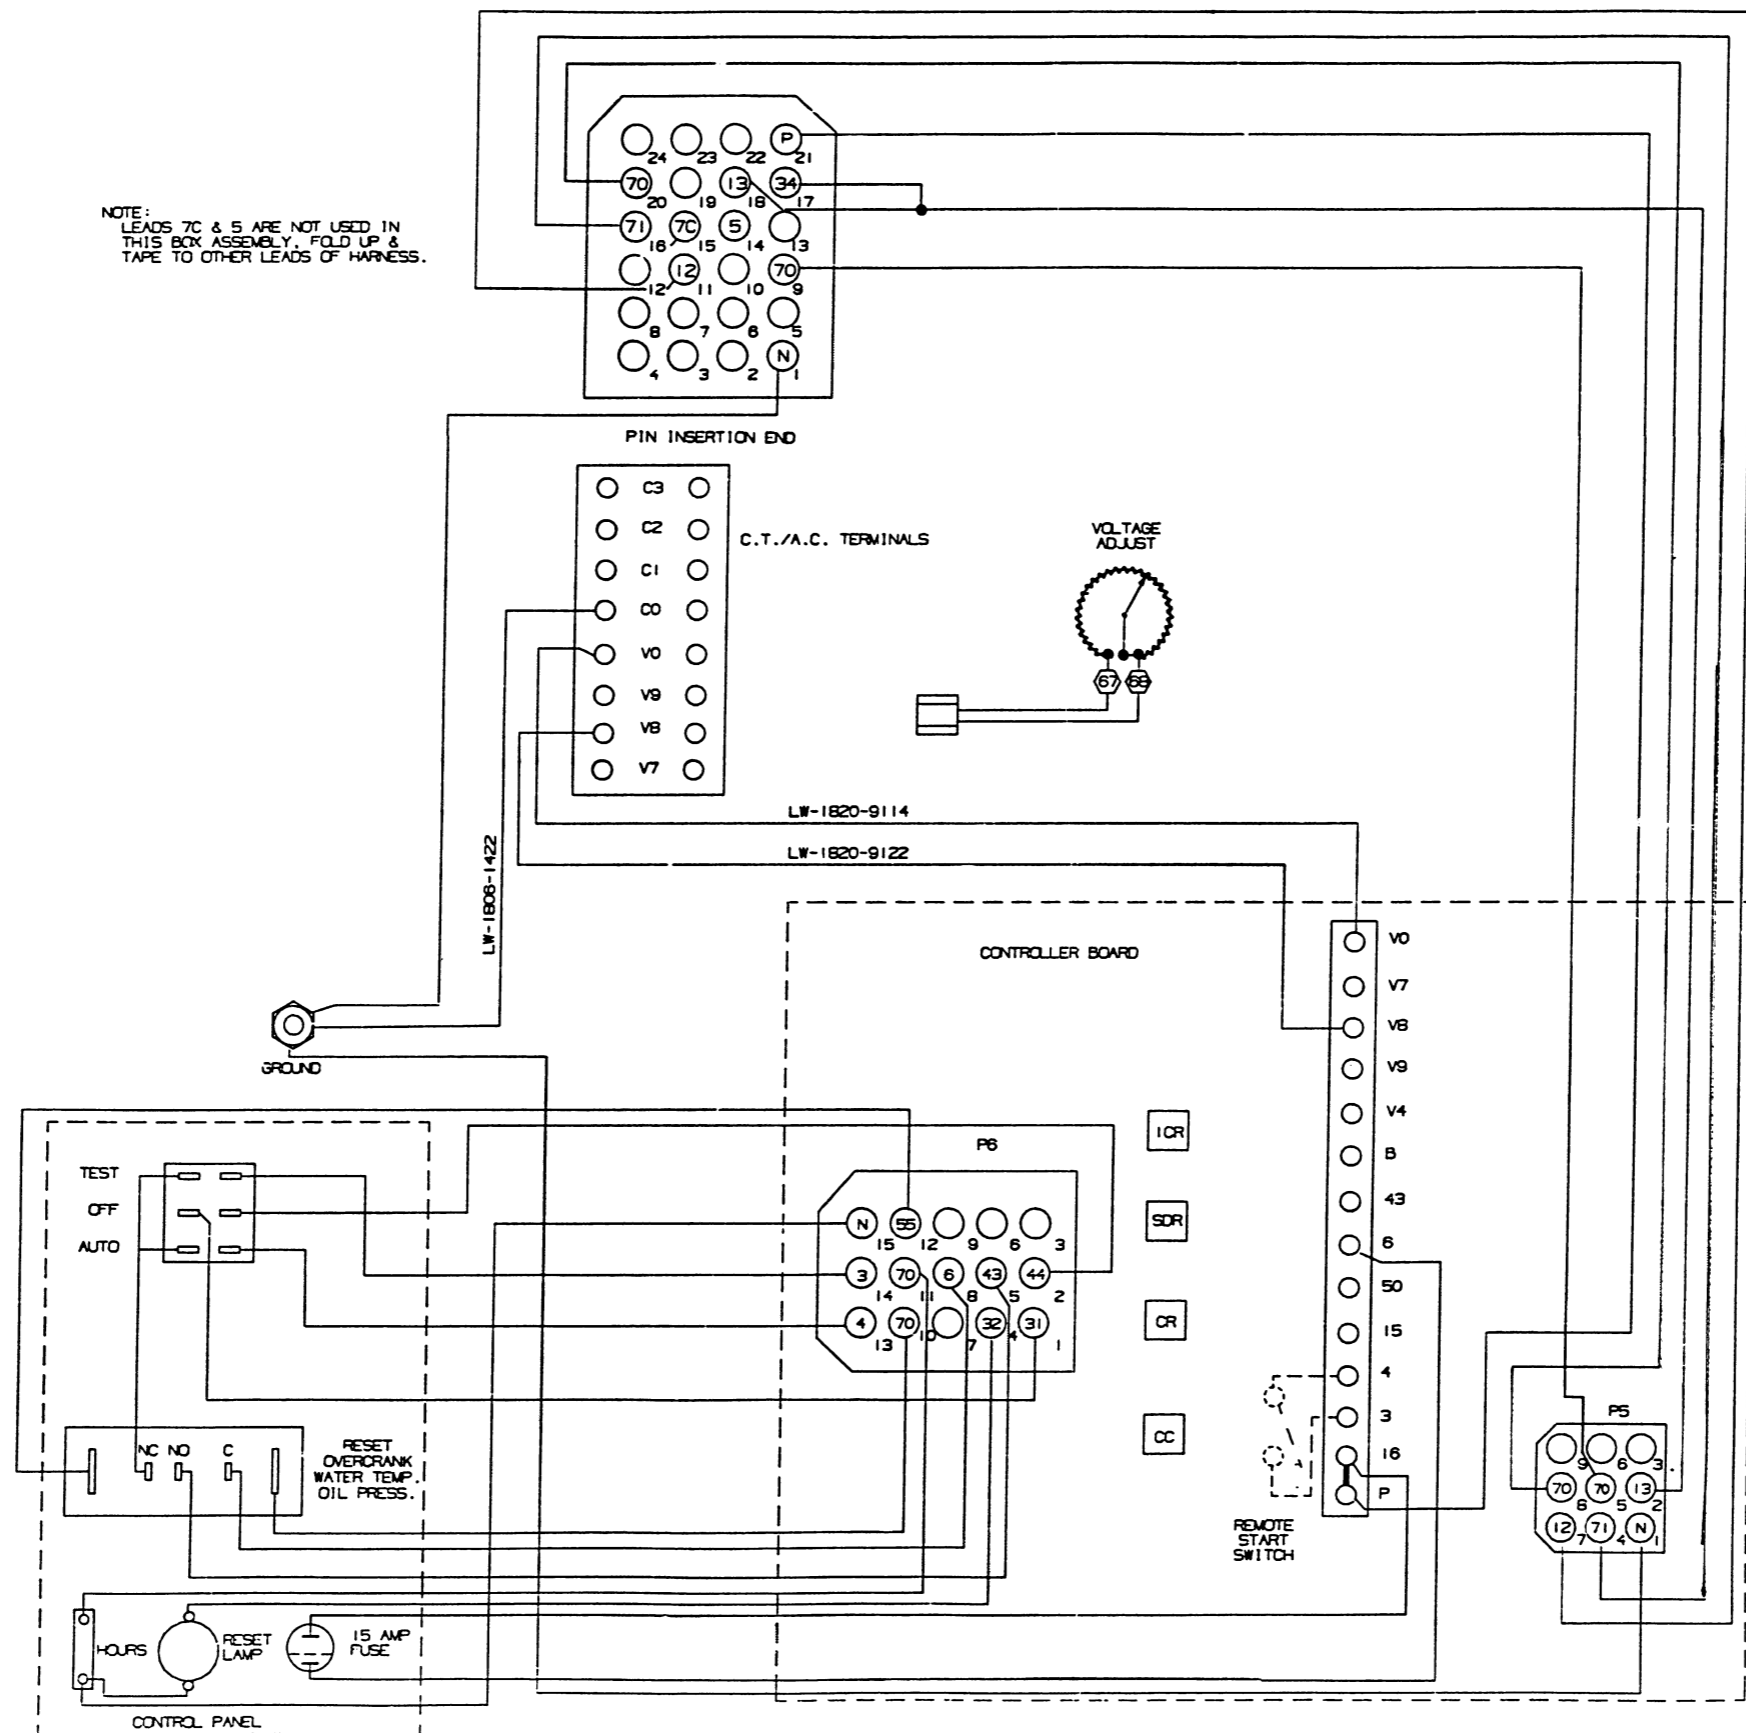 NOTE:
LEADS 7C & 5 ARE NOT USED IN
THIS BOX ASSEMBLY, FOLD UP &
TAPE TO OTHER LEADS OF HARNESS.
P
24 23 22 21
70 13 34
20 19 18 17
71 7C 5
16 15 14 13
12 70
12 11 10 9
8 7 6 5
N
4 3 2 1
PIN INSERTION END
C3
C2
C1
C0
V0
V9
V8
V7
C.T./A.C. TERMINALS
VOLTAGE
ADJUST
67 68
LW-1820-9114
LW-1820-9122
LW-1806-1422
GROUND
CONTROLLER BOARD
V0
V7
V8
V9
V4
B
43
6
50
15
4
3
16
P
REMOTE
START
SWITCH
ICR
SDR
CR
CC
P6
N 55
15 12 9 6 3
3 70 6 43 44
14 11 8 5 2
4 70 32 31
13 10 7 4 1
P5
9 6 3
70 70 13
8 5 2
12 71 N
7 4 1
TEST
OFF
AUTO
NC NO C
RESET
OVERCRANK
WATER TEMP.
OIL PRESS.
HOURS
RESET
LAMP
15 AMP
FUSE
CONTROL PANEL